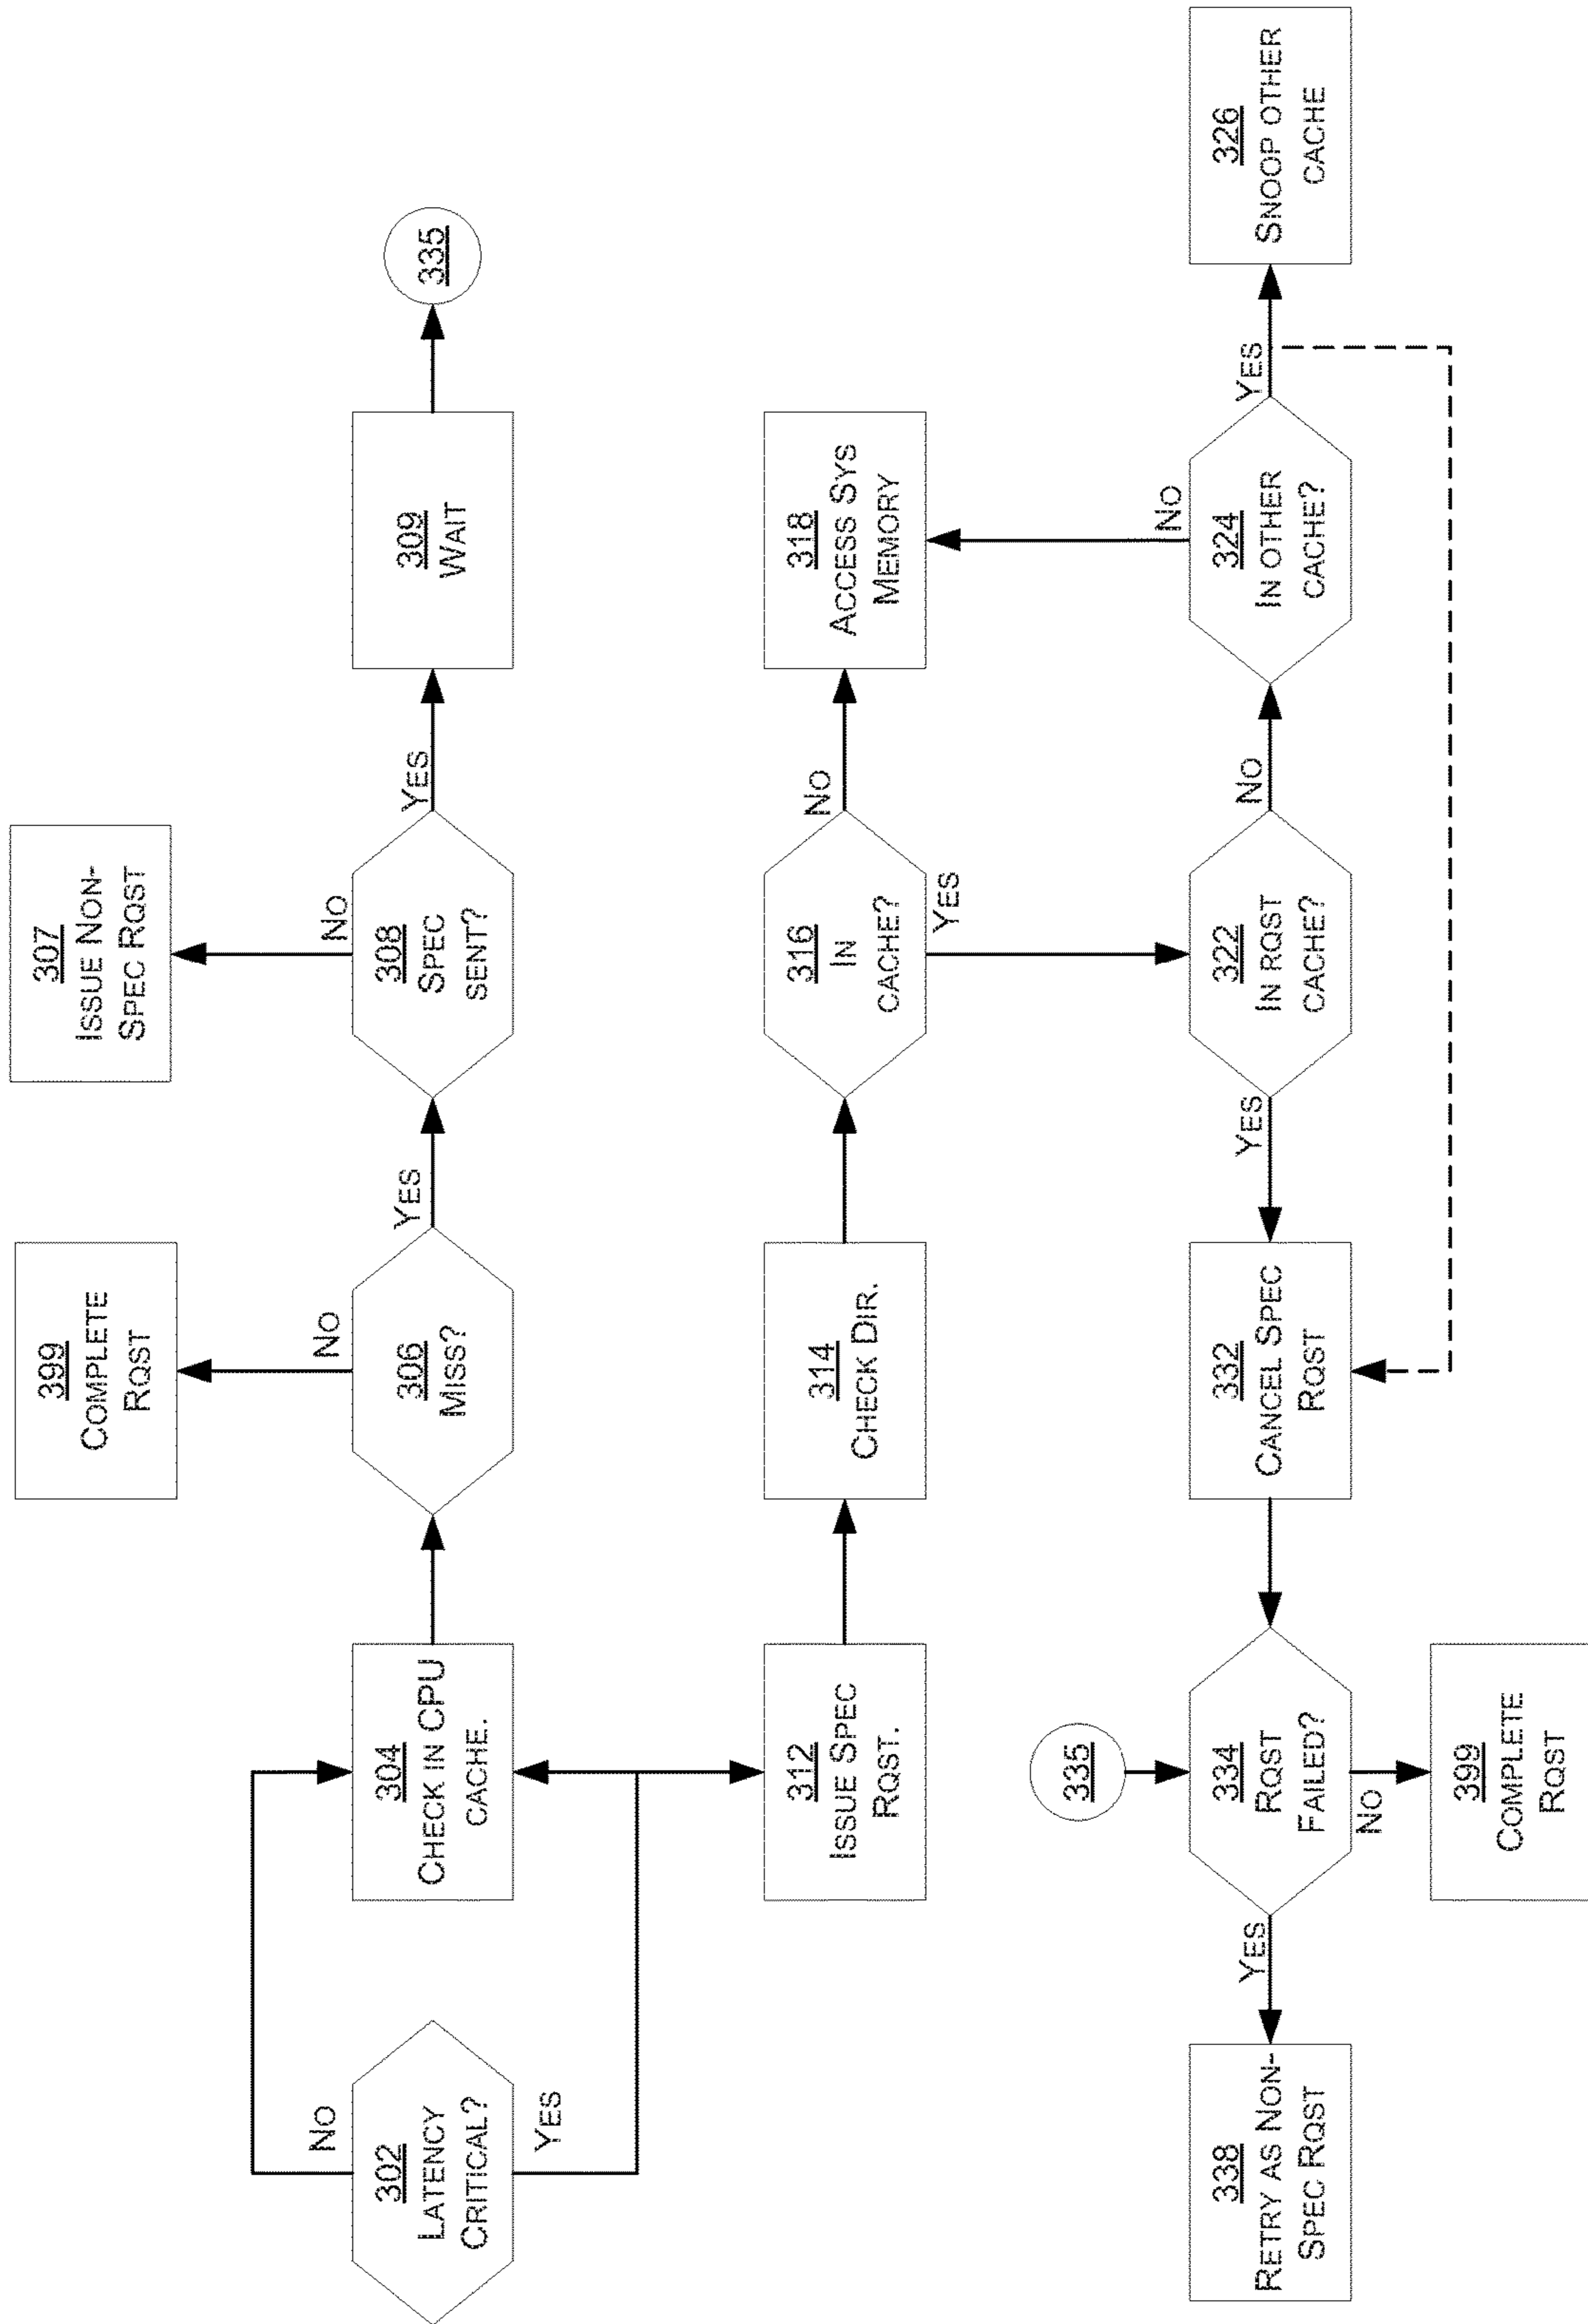 302
LATENCY
CRITICAL?
NO
YES
304
CHECK IN CPU
CACHE.
306
MISS?
NO
YES
399
COMPLETE
RQST
308
SPEC
SENT?
NO
YES
307
ISSUE NON-
SPEC RQST
309
WAIT
335
312
ISSUE SPEC
RQST.
314
CHECK DIR.
316
IN
CACHE?
NO
YES
318
ACCESS SYS
MEMORY
338
RETRY AS NON-
SPEC RQST
YES
335
334
RQST
FAILED?
NO
399
COMPLETE
RQST
332
CANCEL SPEC
RQST
YES
322
IN RQST
CACHE?
NO
324
IN OTHER
CACHE?
NO
YES
326
SNOOP OTHER
CACHE